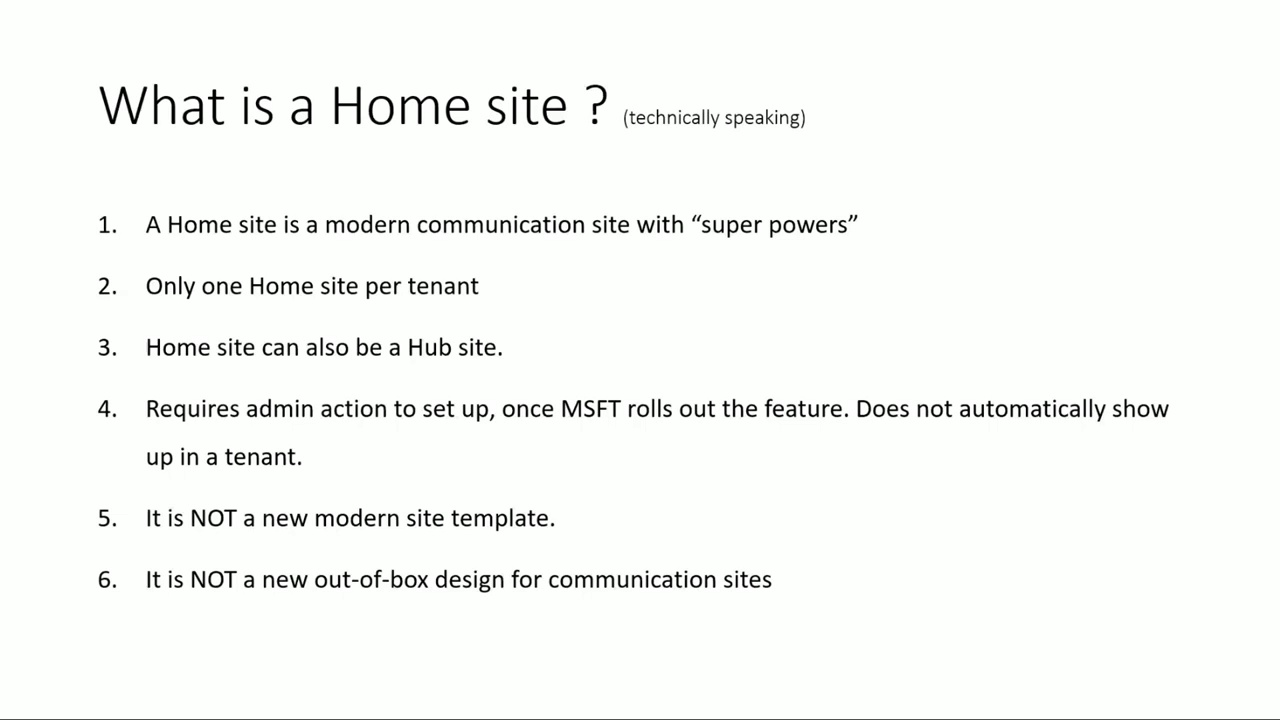 What is a Home site ? (technically speaking)
1. A Home site is a modern communication site with “super powers”
2. Only one Home site per tenant
3. Home site can also be a Hub site.
4. Requires admin action to set up, once MSFT rolls out the feature. Does not automatically show
up in a tenant.
5. It is NOT a new modern site template.
6. It is NOT a new out-of-box design for communication sites